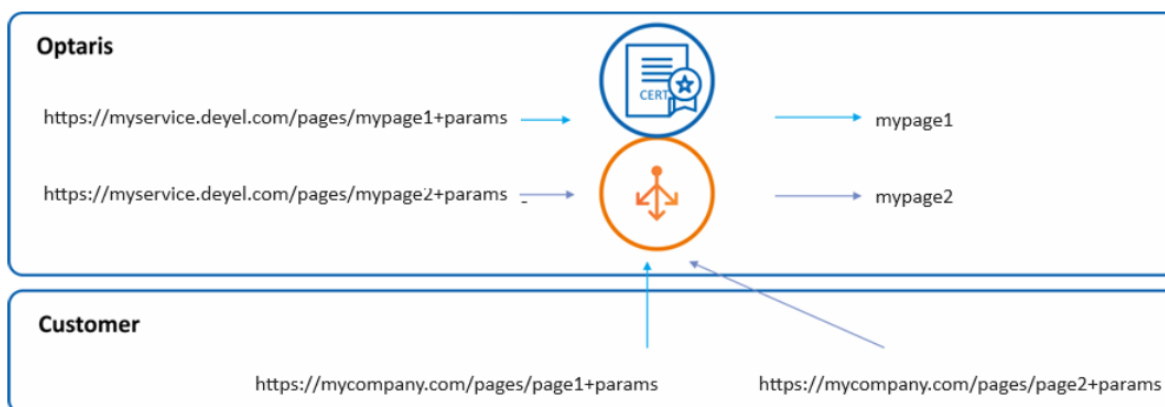 Optaris
CERT
https://myservice.deyel.com/pages/mypage1+params
mypage1
https://myservice.deyel.com/pages/mypage2+params
mypage2
Customer
https://mycompany.com/pages/page1+params
https://mycompany.com/pages/page2+params